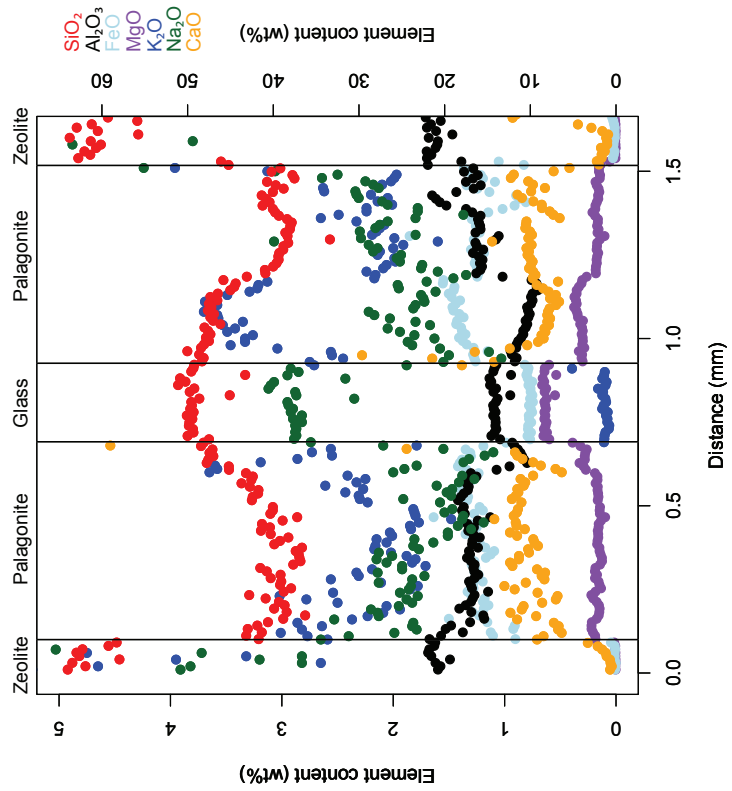 Zeolite
Palagonite
Glass
Palagonite
Zeolite
SiO₂
Al₂O₃
FeO
MgO
K₂O
Na₂O
CaO
Element content (wt%)
0
1
2
3
4
5
Element content (wt%)
0
10
20
30
40
50
60
0.0
0.5
1.0
1.5
Distance (mm)